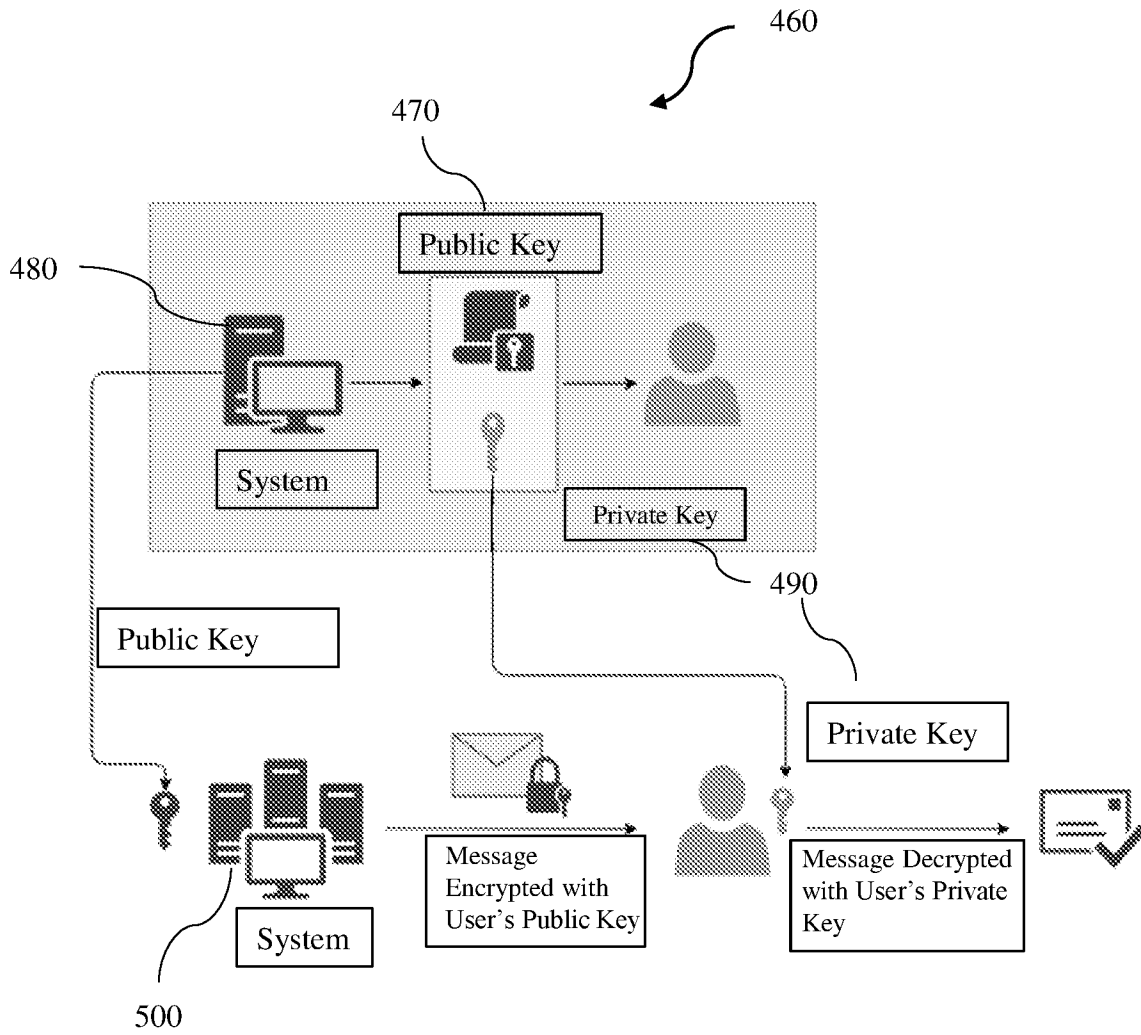 460
470
Public Key
480
System
Private Key
490
Public Key
Private Key
Message
Encrypted with
User's Public Key
Message Decrypted
with User's Private
Key
System
500